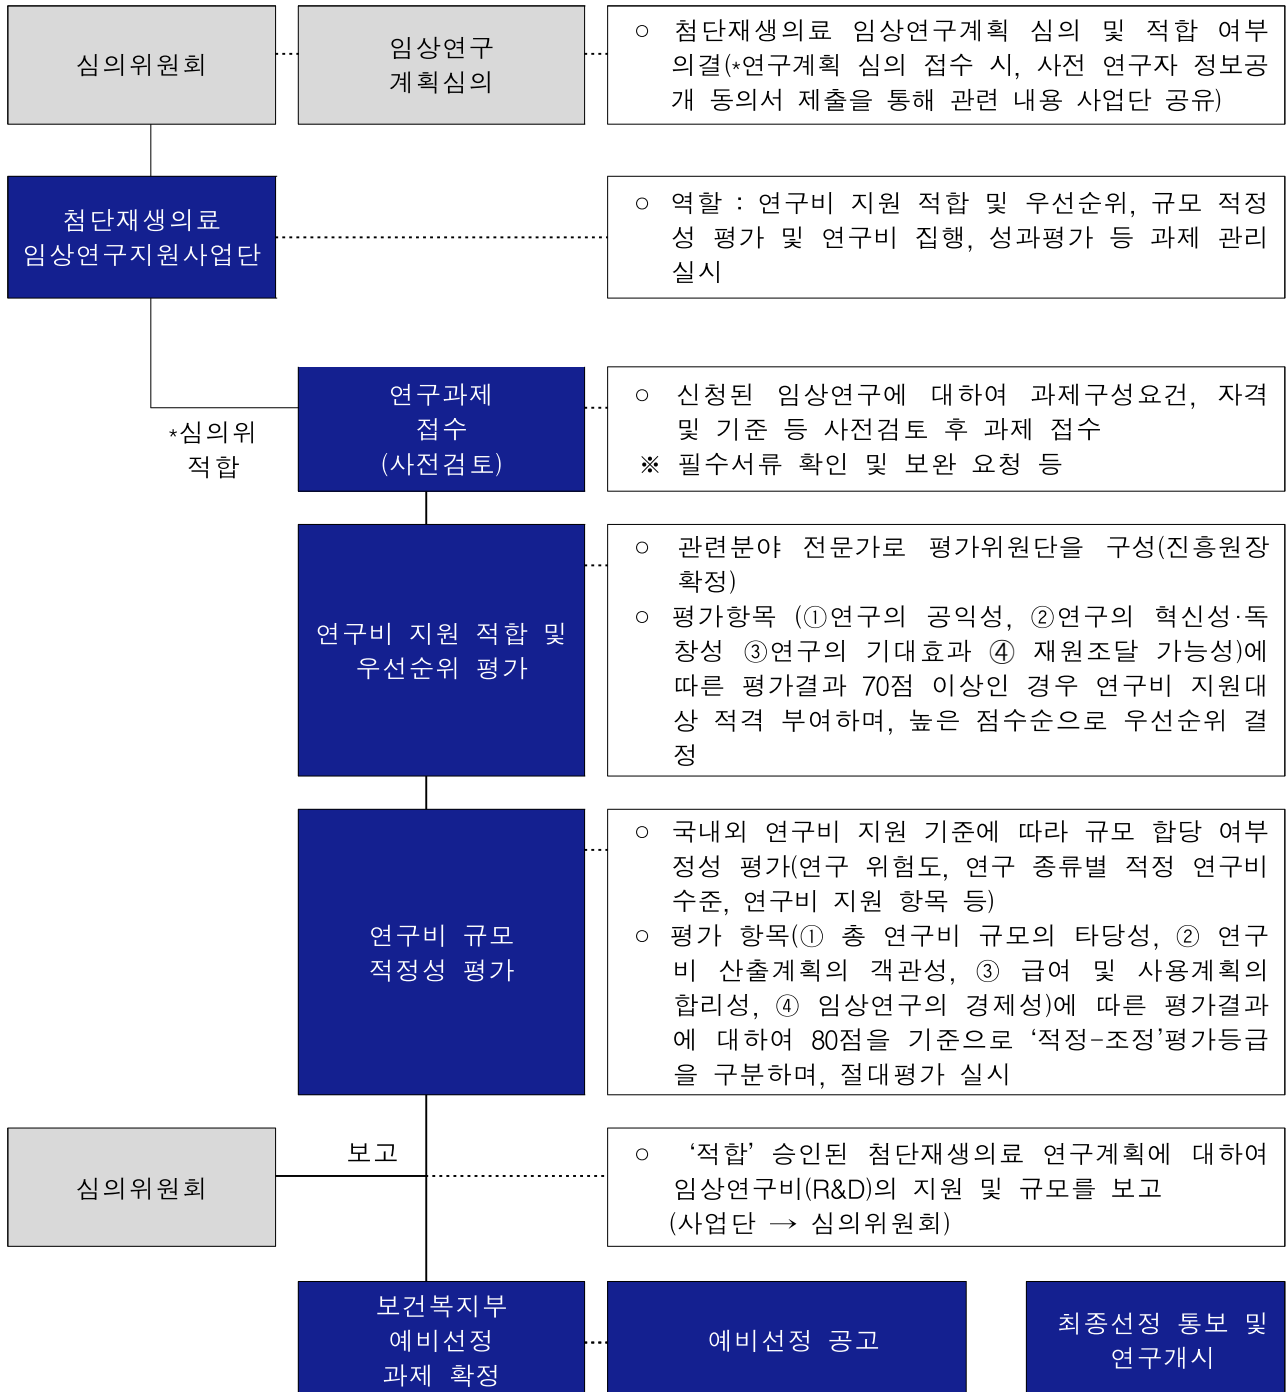 심의위원회
임상연구
계획심의
○ 첨단재생의료 임상연구계획 심의 및 적합 여부
의결(*연구계획 심의 접수 시, 사전 연구자 정보공
개 동의서 제출을 통해 관련 내용 사업단 공유)
첨단재생의료
임상연구지원사업단
○ 역할 : 연구비 지원 적합 및 우선순위, 규모 적정
성 평가 및 연구비 집행, 성과평가 등 과제 관리
실시
*심의위
적합
연구과제
접수
(사전검토)
○ 신청된 임상연구에 대하여 과제구성요건, 자격
및 기준 등 사전검토 후 과제 접수
※ 필수서류 확인 및 보완 요청 등
연구비 지원 적합 및
우선순위 평가
○ 관련분야 전문가로 평가위원단을 구성(진흥원장
확정)
○ 평가항목 (①연구의 공익성, ②연구의 혁신성·독
창성 ③연구의 기대효과 ④ 재원조달 가능성)에
따른 평가결과 70점 이상인 경우 연구비 지원대
상 적격 부여하며, 높은 점수순으로 우선순위 결
정
연구비 규모
적정성 평가
○ 국내외 연구비 지원 기준에 따라 규모 합당 여부
정성 평가(연구 위험도, 연구 종류별 적정 연구비
수준, 연구비 지원 항목 등)
○ 평가 항목(① 총 연구비 규모의 타당성, ② 연구
비 산출계획의 객관성, ③ 급여 및 사용계획의
합리성, ④ 임상연구의 경제성)에 따른 평가결과
에 대하여 80점을 기준으로 ‘적정-조정’평가등급
을 구분하며, 절대평가 실시
심의위원회
보고
○ ‘적합’ 승인된 첨단재생의료 연구계획에 대하여
임상연구비(R&D)의 지원 및 규모를 보고
(사업단 → 심의위원회)
보건복지부
예비선정
과제 확정
예비선정 공고
최종선정 통보 및
연구개시